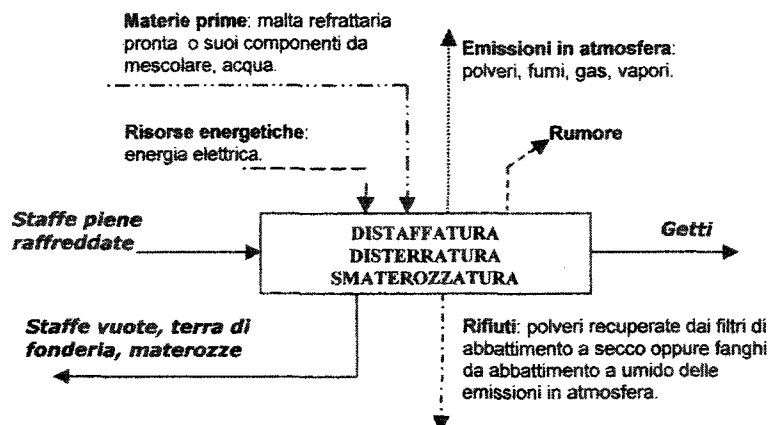 Materie prime: malta refrattaria
pronta o suoi componenti da
mescolare, acqua.
Emissioni in atmosfera:
polveri, fumi, gas, vapori.
Risorse energetiche:
energia elettrica.
Rumore
Staffe piene
raffreddate
DISTAFFATURA
DISTERRATURA
SMATEROZZATURA
Getti
Staffe vuote, terra di
fonderia, materozze
Rifiuti: polveri recuperate dai filtri di
abbattimento a secco oppure fanghi
da abbattimento a umido delle
emissioni in atmosfera.